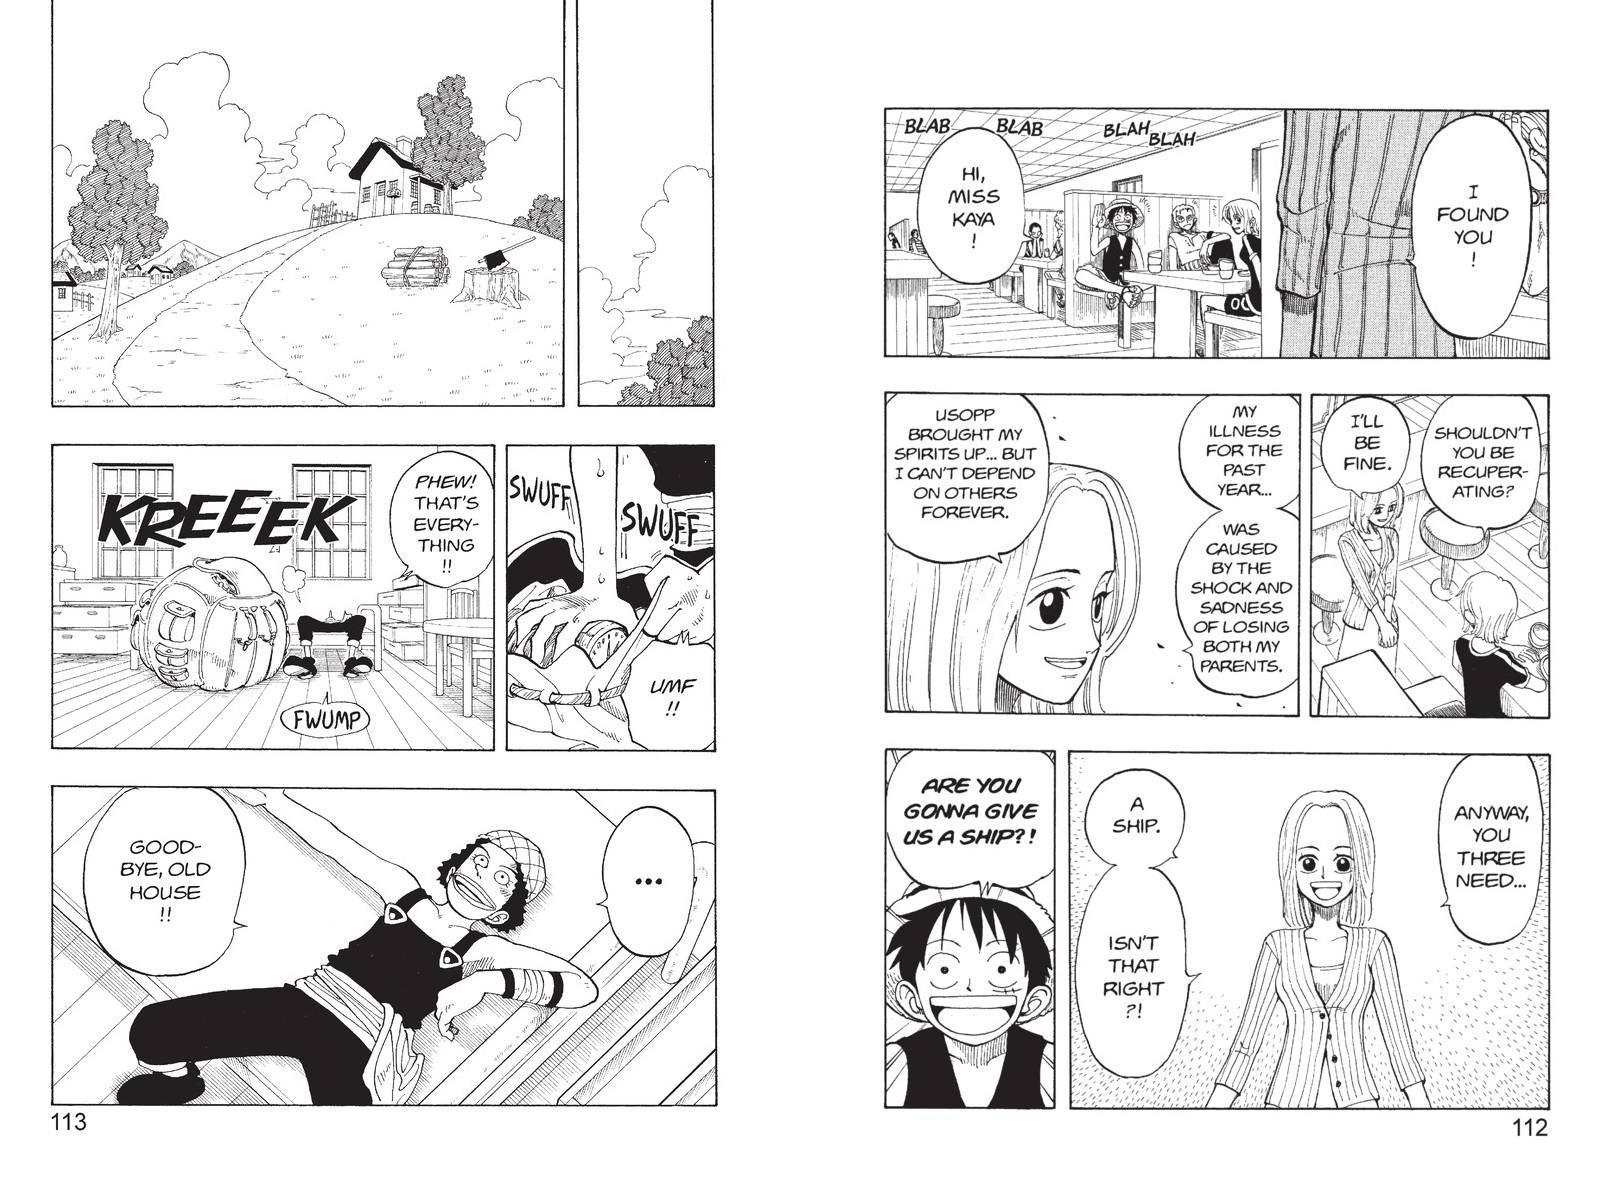 I
FOUND
YOU
!
BLAH
BLAH
BLAB
BLAB
HI,
MISS
KAYA
!
SHOULDN'T
YOU BE
RECUPER-
ATING?
I'LL
BE
FINE.
MY
ILLNESS
FOR THE
PAST
YEAR...
WAS
CAUSED
BY THE
SHOCK AND
SADNESS
OF LOSING
BOTH MY
PARENTS.
USOPP
BROUGHT MY
SPIRITS UP... BUT
I CAN'T DEPEND
ON OTHERS
FOREVER.
ANYWAY,
YOU
THREE
NEED...
A
SHIP.
ISN'T
THAT
RIGHT
?!
ARE YOU
GONNA GIVE
US A SHIP?!
112
SWUFF
SWUFF
UMF
!!
PHEW!
THAT'S
EVERY-
THING
!!
KREEEEK
FWUMP
...
GOOD-
BYE, OLD
HOUSE
!!
113